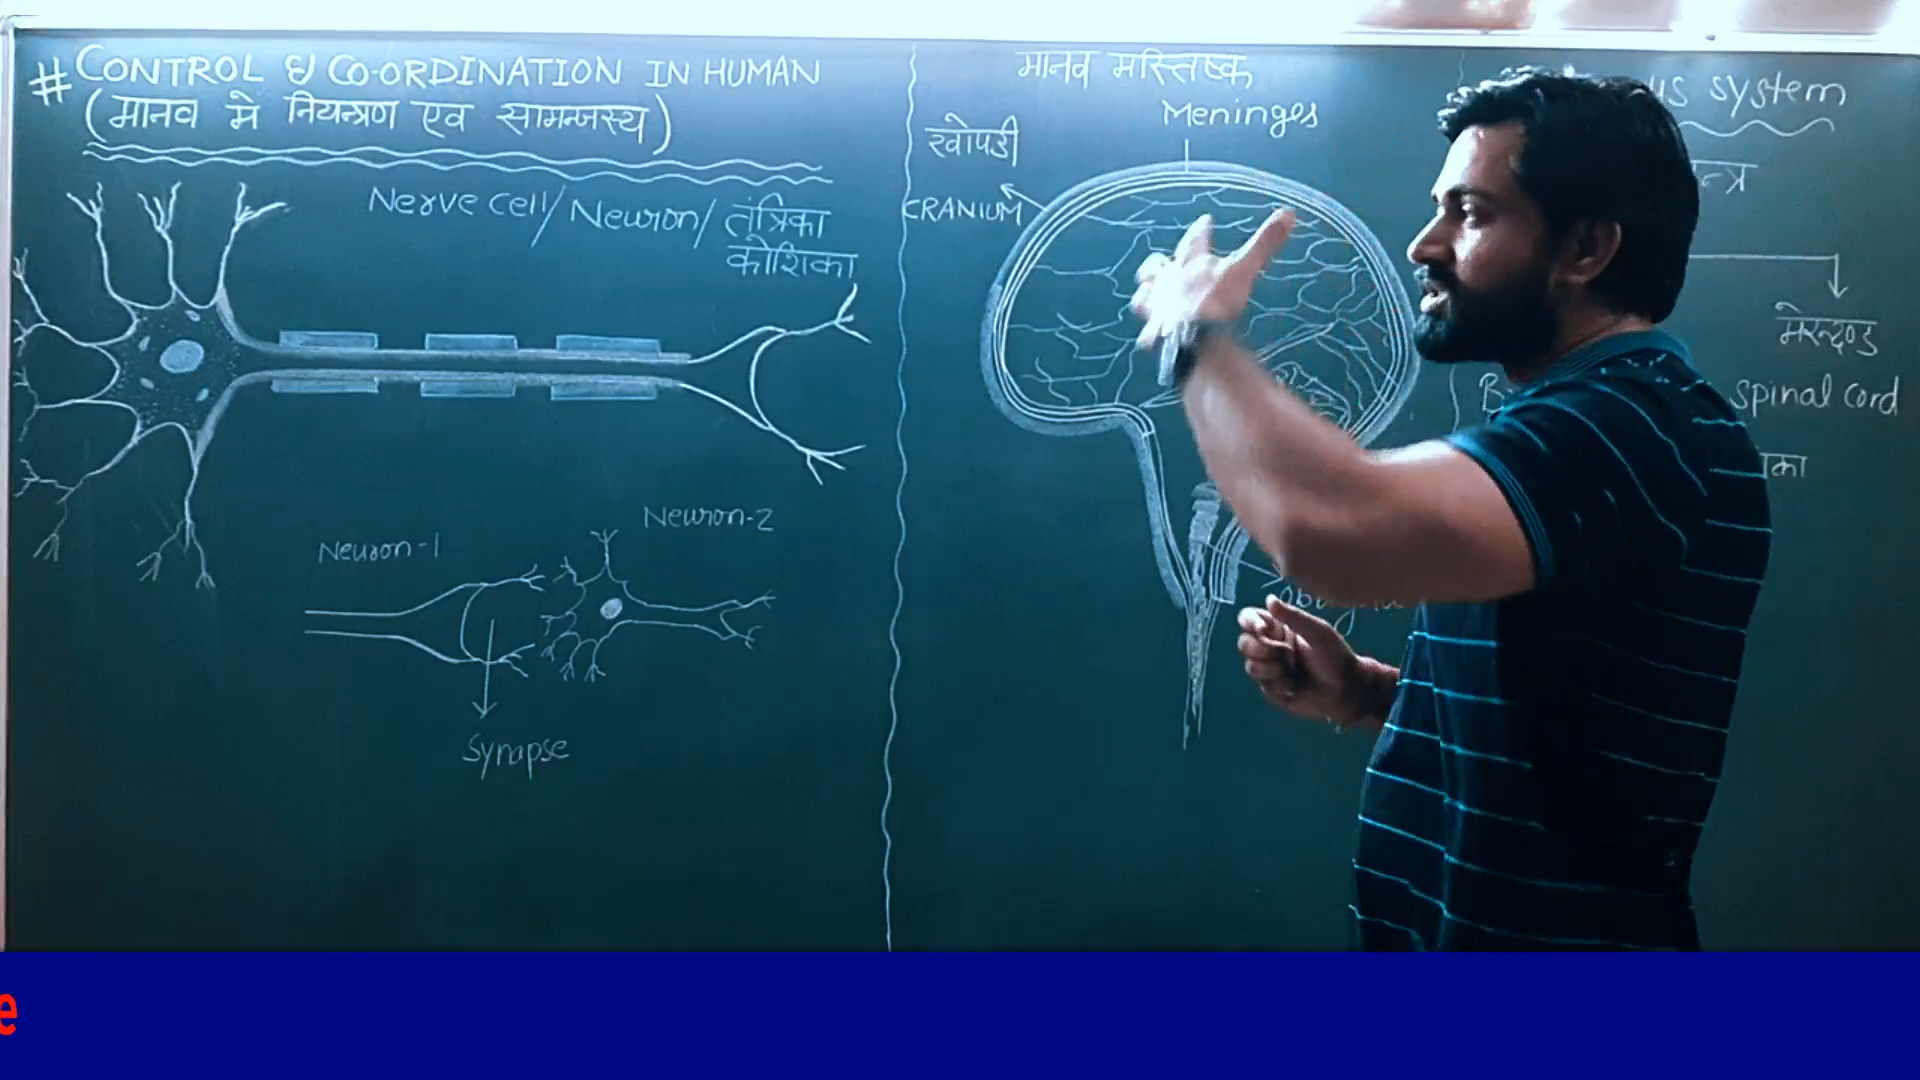 # CONTROL & CO-ORDINATION IN HUMAN
(मानव मे नियन्त्रण एव सामन्जस्य)
Nerve cell/ Neuron/ तंत्रिका
कोशिका
Neuron-1
Neuron-2
Synapse
मानव मस्तिष्क
Meninges
खोपडी
CRANIUM
system
मेरूदण्ड
Spinal cord
e